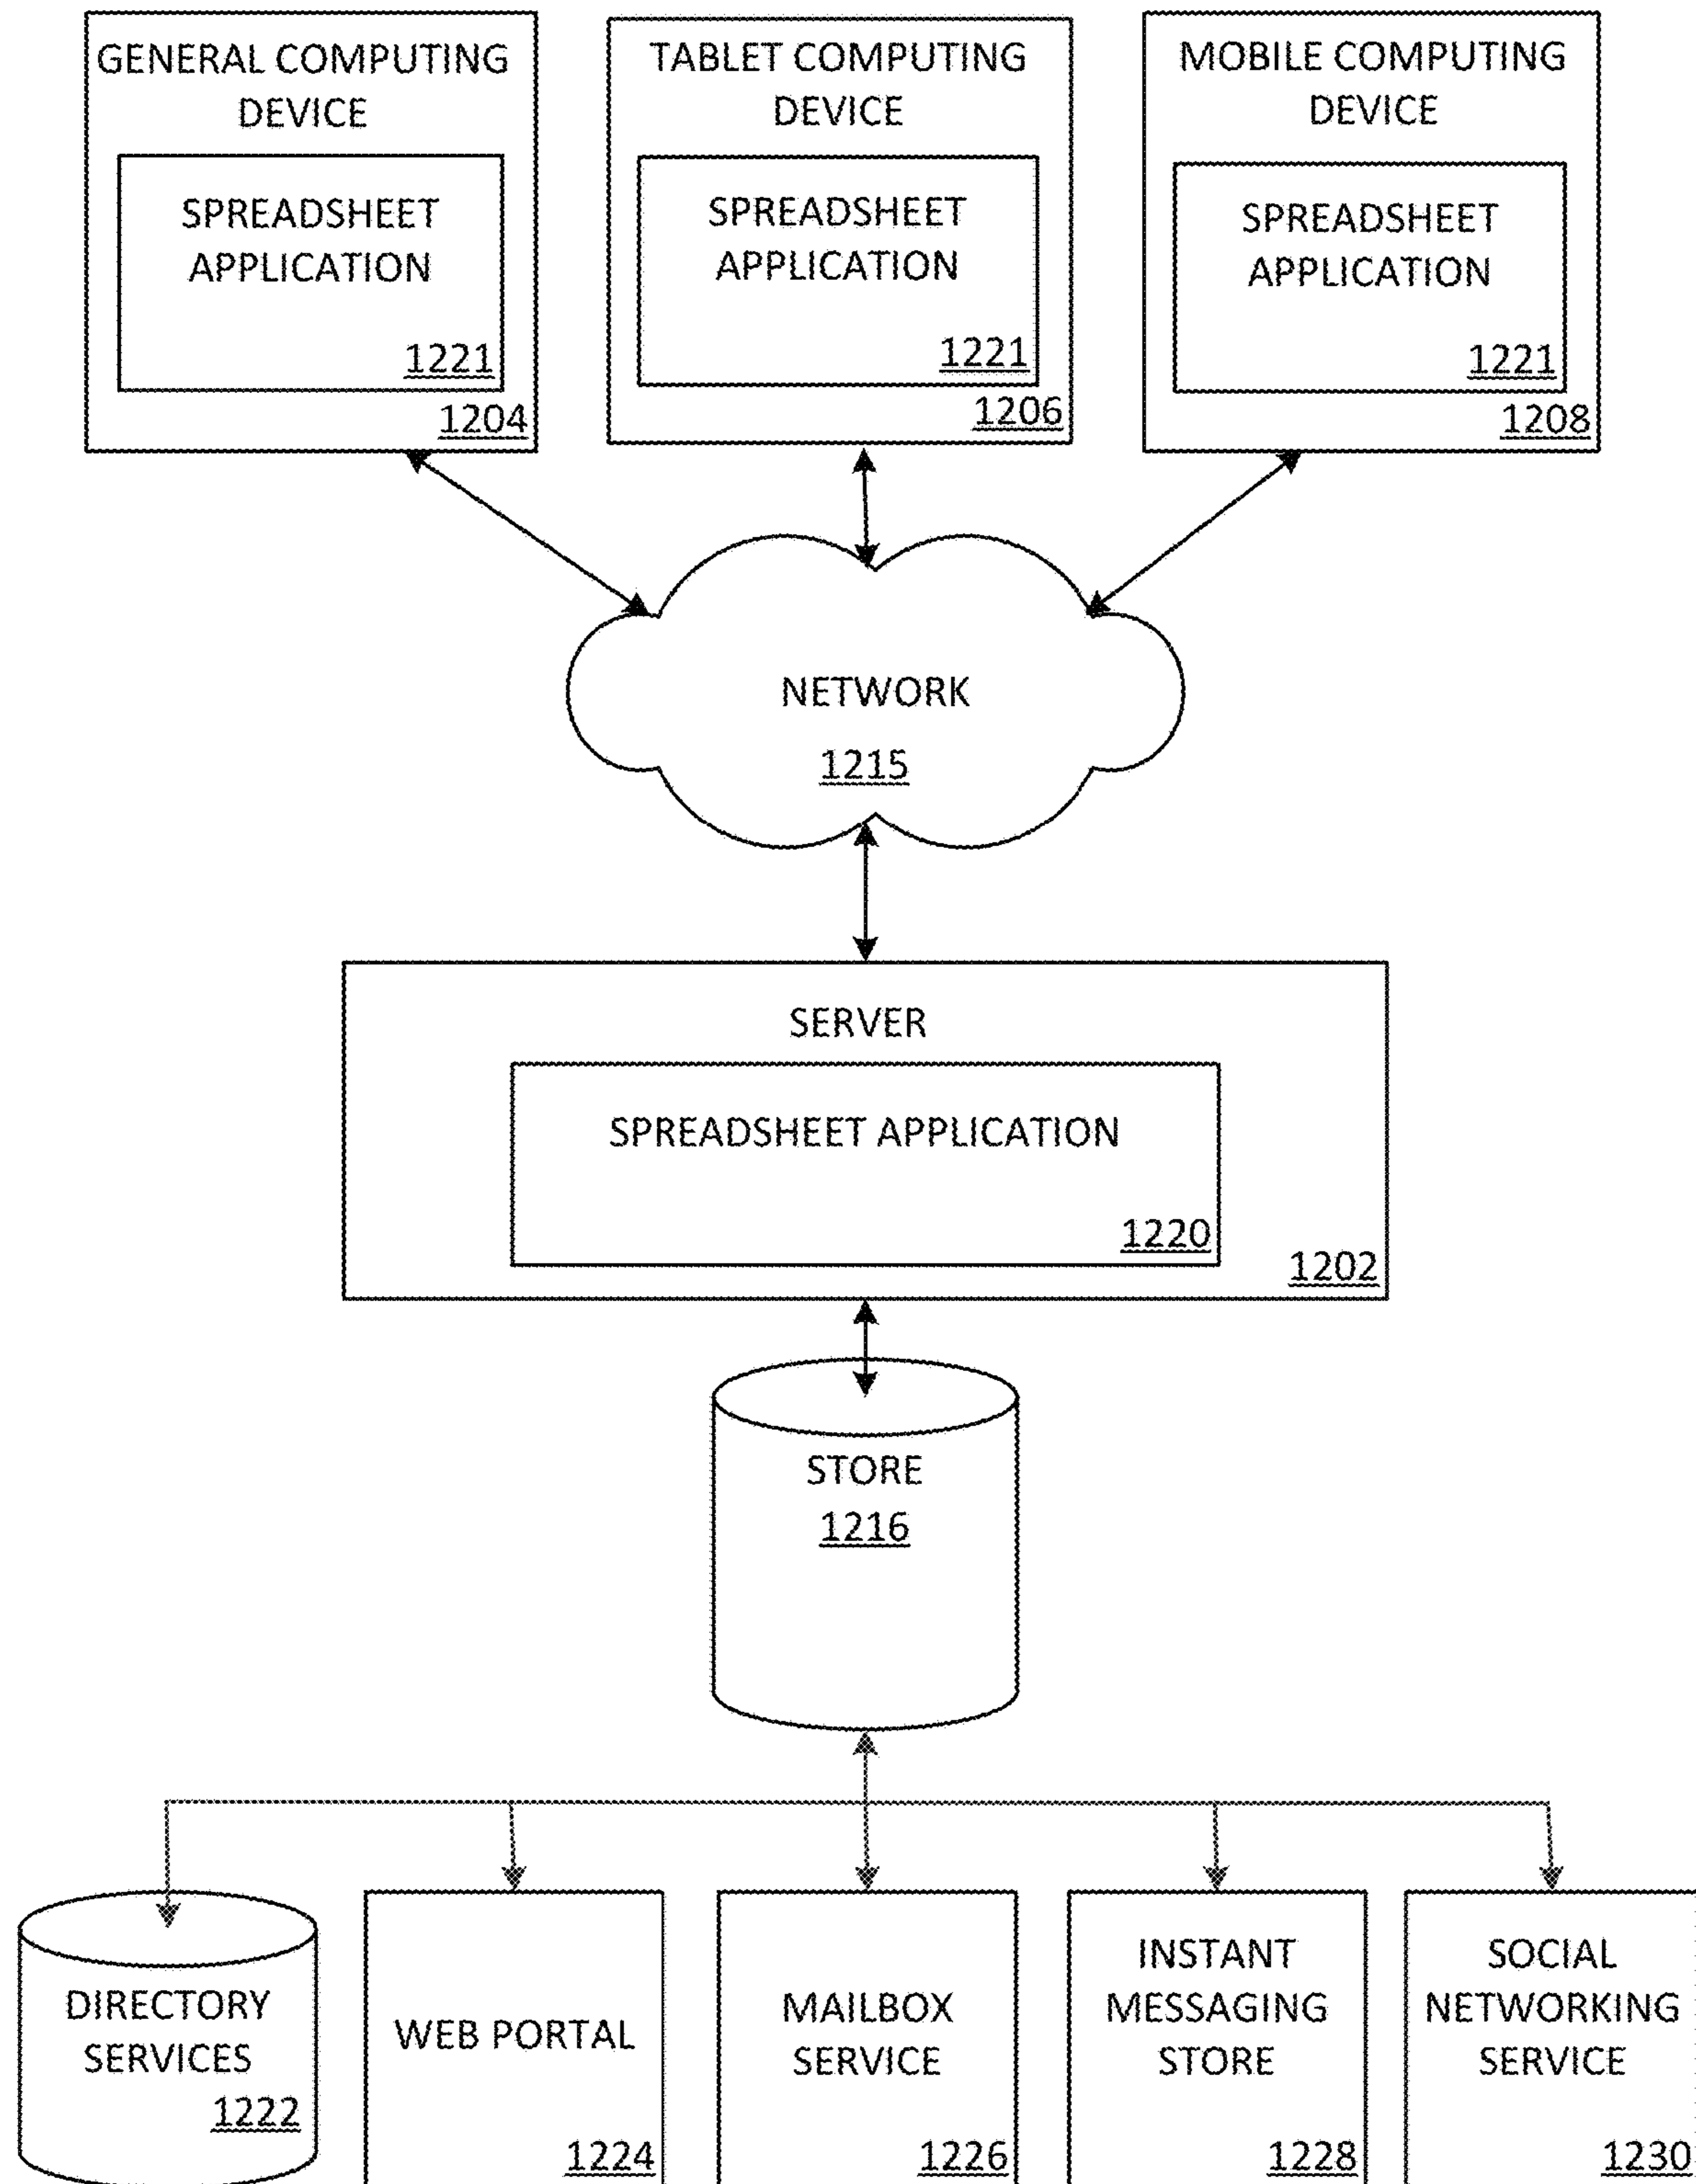 GENERAL COMPUTING
DEVICE
SPREADSHEET
APPLICATION
1221
1204
TABLET COMPUTING
DEVICE
SPREADSHEET
APPLICATION
1221
1206
MOBILE COMPUTING
DEVICE
SPREADSHEET
APPLICATION
1221
1208
NETWORK
1215
SERVER
SPREADSHEET APPLICATION
1220
1202
STORE
1216
DIRECTORY
SERVICES
1222
WEB PORTAL
1224
MAILBOX
SERVICE
1226
INSTANT
MESSAGING
STORE
1228
SOCIAL
NETWORKING
SERVICE
1230